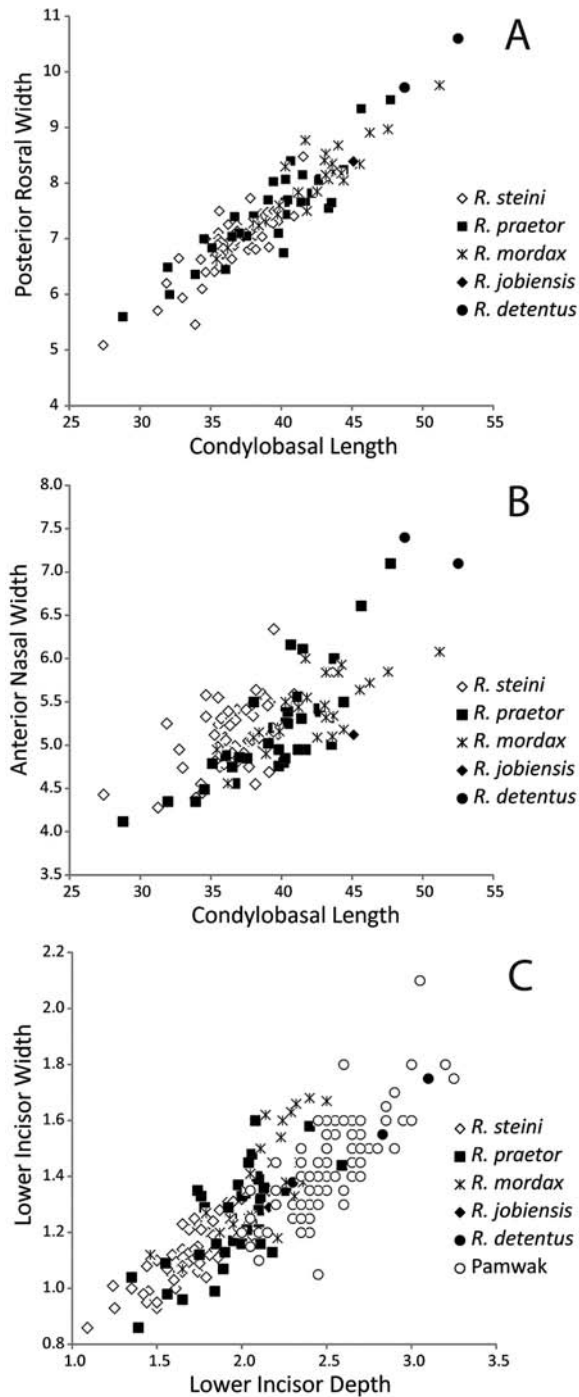 A
Posterior Rosral Width
11
10
9
8
7
6
5
4
25 30 35 40 45 50 55
Condylobasal Length
R. steini
R. praetor
R. mordax
R. jobiensis
R. detentus
B
Anterior Nasal Width
8.0
7.5
7.0
6.5
6.0
5.5
5.0
4.5
4.0
3.5
25 30 35 40 45 50 55
Condylobasal Length
R. steini
R. praetor
R. mordax
R. jobiensis
R. detentus
C
Lower Incisor Width
2.2
2.0
1.8
1.6
1.4
1.2
1.0
0.8
1.0 1.5 2.0 2.5 3.0 3.5
Lower Incisor Depth
R. steini
R. praetor
R. mordax
R. jobiensis
R. detentus
Pamwak